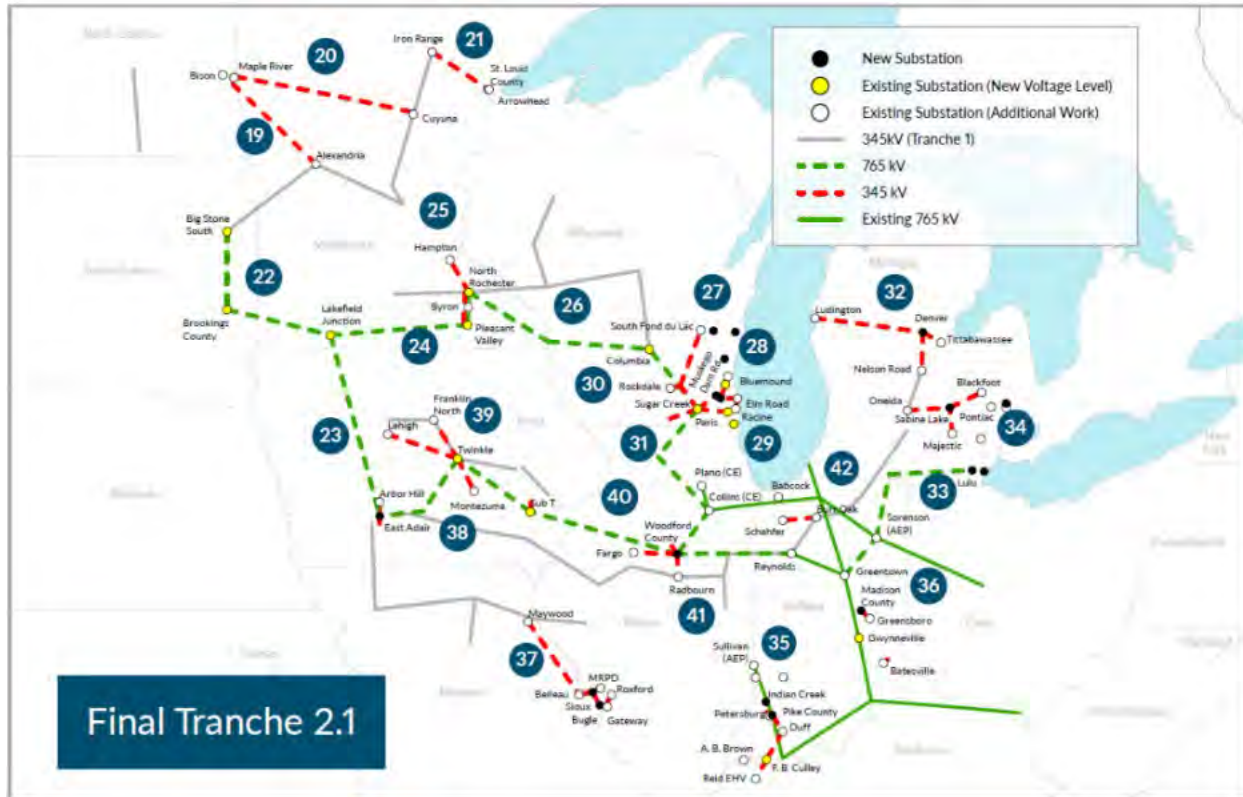 New Substation
Existing Substation (New Voltage Level)
Existing Substation (Additional Work)
345kV (Tranche 1)
765 kV
345 kV
Existing 765 kV
20
21
Iron Range
Bison
Maple River
St. Louis
County
Arrowhead
Cuyuna
19
Alexandria
25
Big Stone
South
Hampton
North
Rochester
22
26
27
32
Lakefield
Junction
Byron
South Fond du Lac
Ludington
Denver
Brookings
County
24
Pleasant
Valley
28
Tittabawassee
Columbia
Nelson Road
Bluemound
Blackfoot
30
Rockdale
Elm Road
Oneida
Franklin
North
39
Sugar Creek
Racine
Sabine Lake
Pontiac
34
23
Lehigh
Paris
Majestic
31
29
Twinkle
42
Plano (CE)
Babcock
33
Lulu
Arbor Hill
Montezuma
Sub T
40
Collins (CE)
East Adair
38
Woodford
County
Schahfer
Burr Oak
Sorenson
(AEP)
Fargo
Reynolds
Greentown
36
Radbourn
Madison
County
41
Greensboro
Maywood
Gwynneville
Sullivan
(AEP)
35
37
Batesville
MRPD
Belleau
Roxford
Indian Creek
Sioux
Bugle
Gateway
Petersburg
Pike County
Duff
A. B. Brown
F. B. Culley
Reid EHV
Final Tranche 2.1